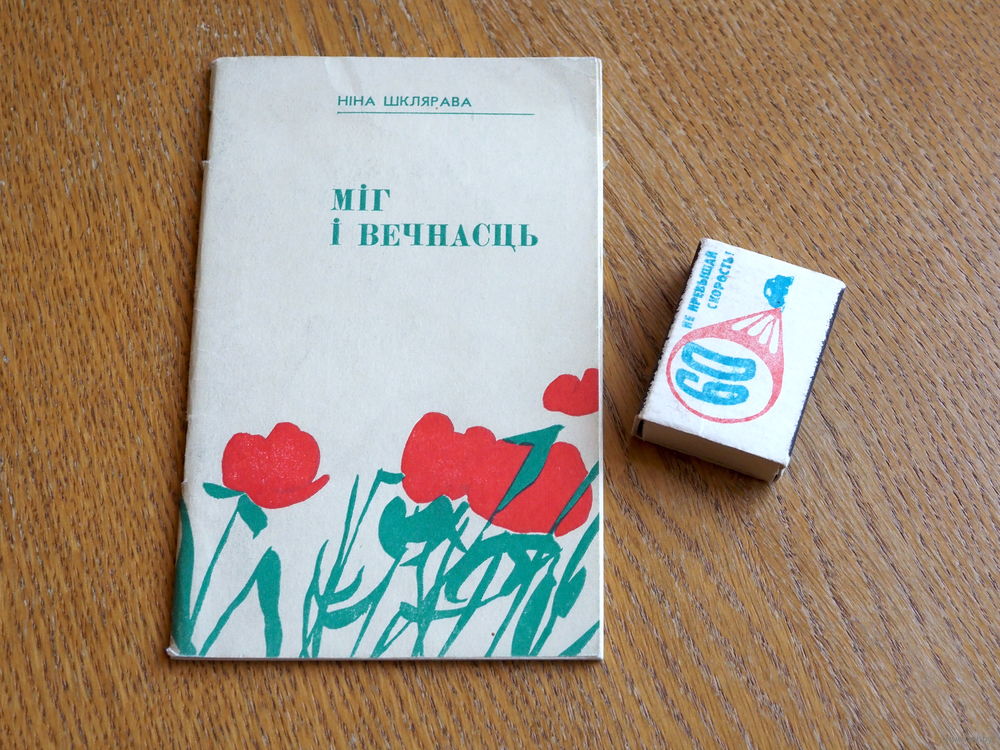 НІНА ШКЛЯРАВА
МІГ
І ВЕЧНАСЦЬ
НЕ ПРЕВЫШАЙ
СКОРОСТЬ!
60